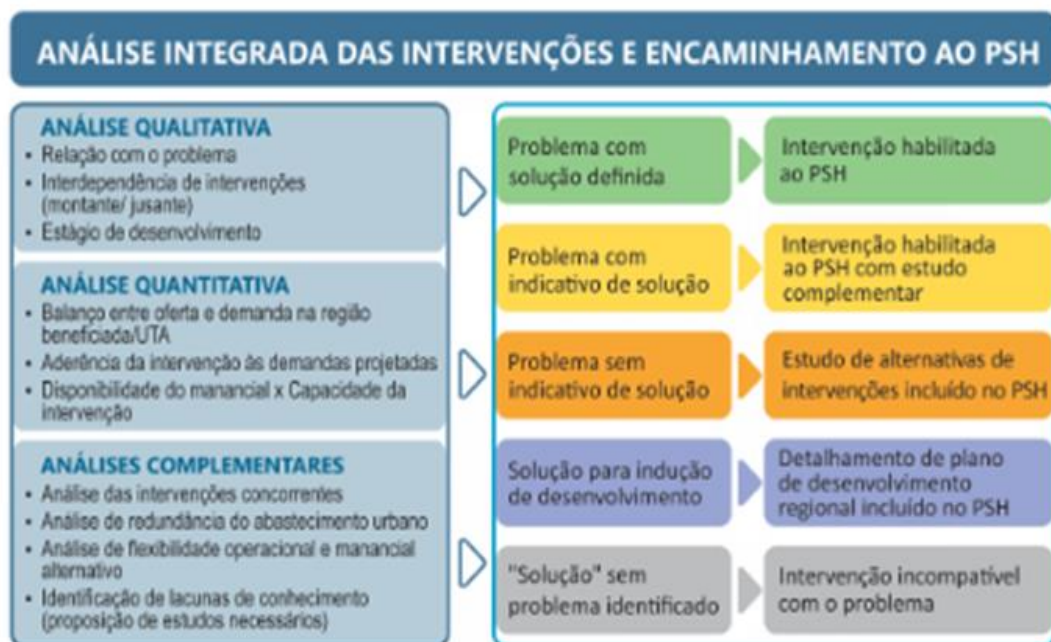 ANÁLISE INTEGRADA DAS INTERVENÇÕES E ENCAMINHAMENTO AO PSH
ANÁLISE QUALITATIVA
• Relação com o problema
• Interdependência de intervenções
(montante/ jusante)
• Estágio de desenvolvimento
ANÁLISE QUANTITATIVA
• Balanço entre oferta e demanda na região
beneficiada/UTA
• Aderência da intervenção às demandas projetadas
• Disponibilidade do manancial x Capacidade da
intervenção
ANÁLISES COMPLEMENTARES
• Análise das intervenções concorrentes
• Análise de redundância do abastecimento urbano
• Análise de flexibilidade operacional e manancial
alternativo
• Identificação de lacunas de conhecimento
(proposição de estudos necessários)
Problema com
solução definida
Intervenção habilitada
ao PSH
Problema com
indicativo de solução
Intervenção habilitada
ao PSH com estudo
complementar
Problema sem
indicativo de solução
Estudo de alternativas de
intervenções incluído no PSH
Solução para indução
de desenvolvimento
Detalhamento de plano
de desenvolvimento
regional incluído no PSH
"Solução" sem
problema identificado
Intervenção incompatível
com o problema